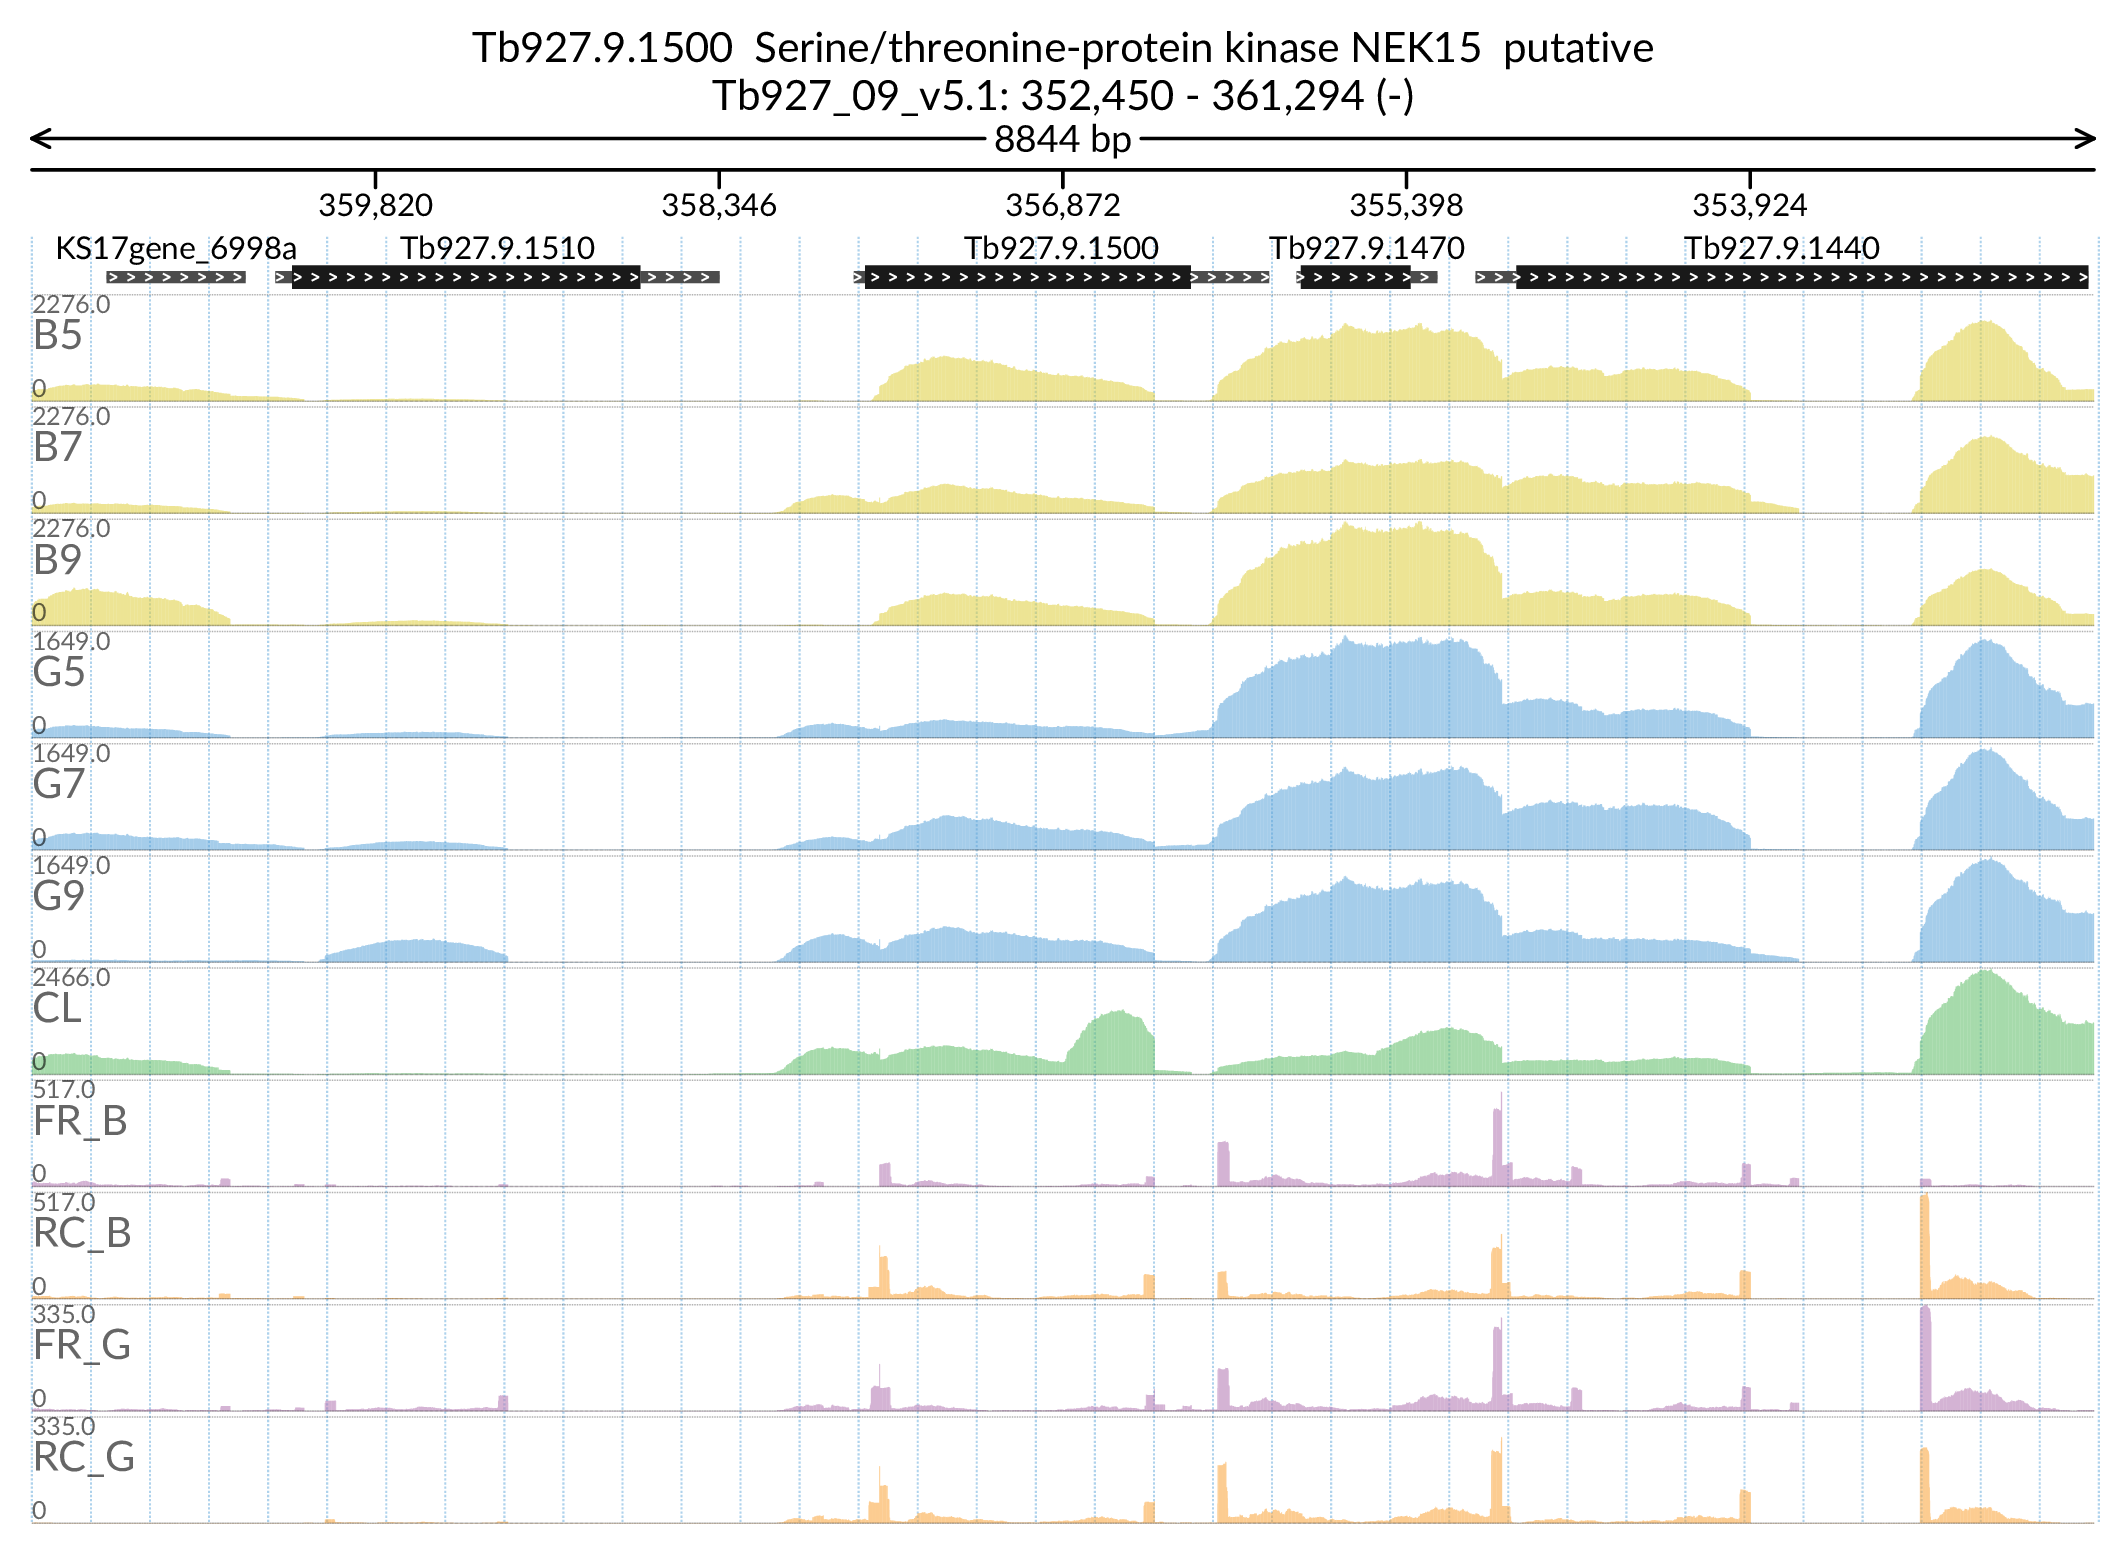 Tb927.9.1500 Serine/threonine-protein kinase NEK15 putative
Tb927_09_v5.1: 352,450 - 361,294 (-)
8844 bp
359,820 358,346 356,872 355,398 353,924
KS17gene_6998a Tb927.9.1510 Tb927.9.1500 Tb927.9.1470 Tb927.9.1440
2276.0
B5
0
2276.0
B7
0
2276.0
B9
0
1649.0
G5
0
1649.0
G7
0
1649.0
G9
0
2466.0
CL
0
517.0
FR_B
0
517.0
RC_B
0
335.0
FR_G
0
335.0
RC_G
0